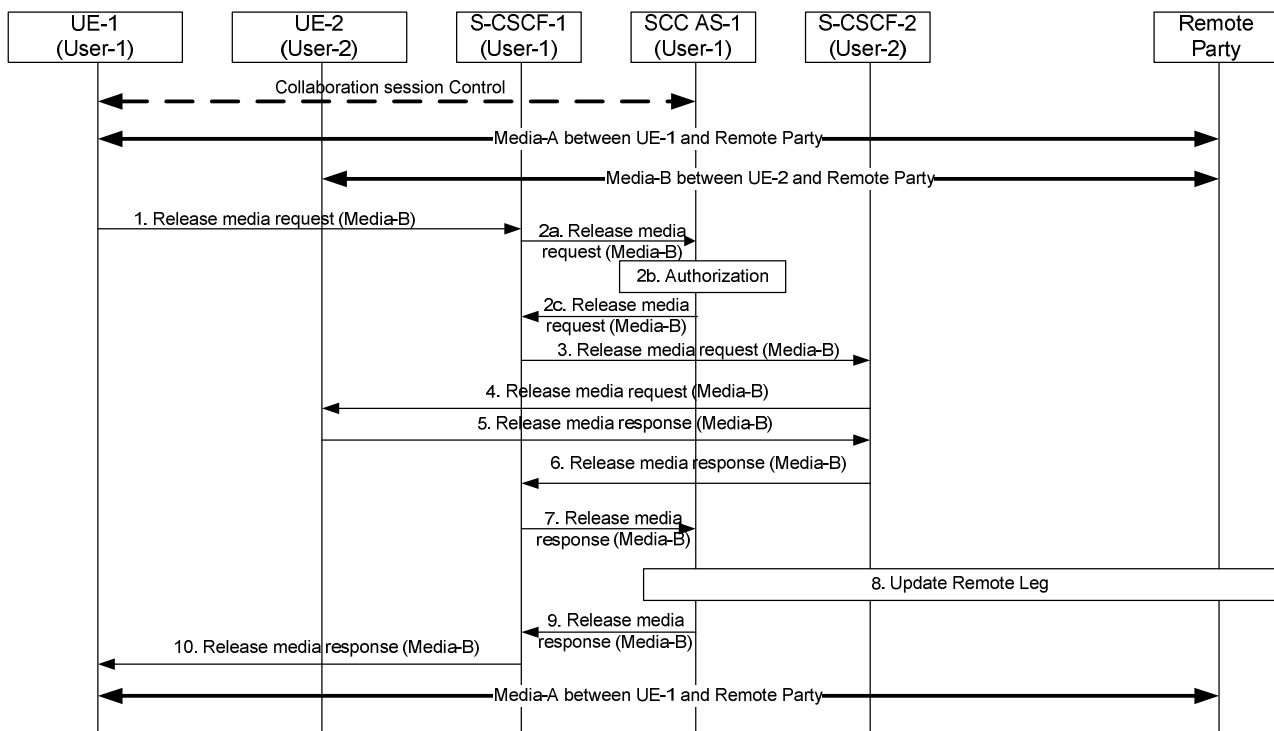 UE-1
(User-1)
UE-2
(User-2)
S-CSCF-1
(User-1)
SCC AS-1
(User-1)
S-CSCF-2
(User-2)
Remote
Party
Collaboration session Control
Media-A between UE-1 and Remote Party
Media-B between UE-2 and Remote Party
1. Release media request (Media-B)
2a. Release media
request (Media-B)
2b. Authorization
2c. Release media
request (Media-B)
3. Release media request (Media-B)
4. Release media request (Media-B)
5. Release media response (Media-B)
6. Release media response (Media-B)
7. Release media
response (Media-B)
8. Update Remote Leg
9. Release media
response (Media-B)
10. Release media response (Media-B)
Media-A between UE-1 and Remote Party